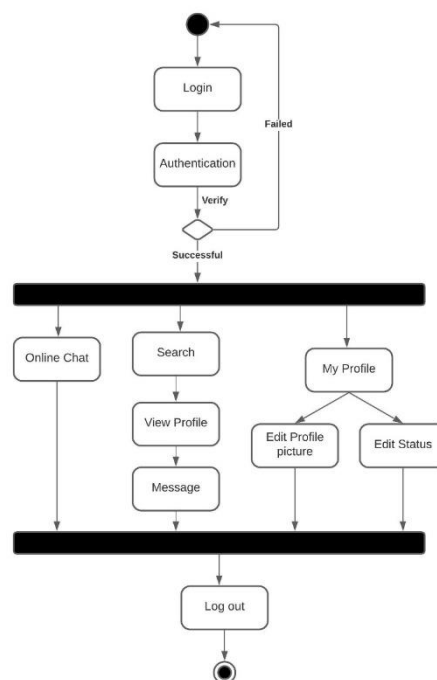 Login
Failed
Authentication
Verify
Successful
Online Chat
Search
My Profile
View Profile
Edit Profile
picture
Edit Status
Message
Log out